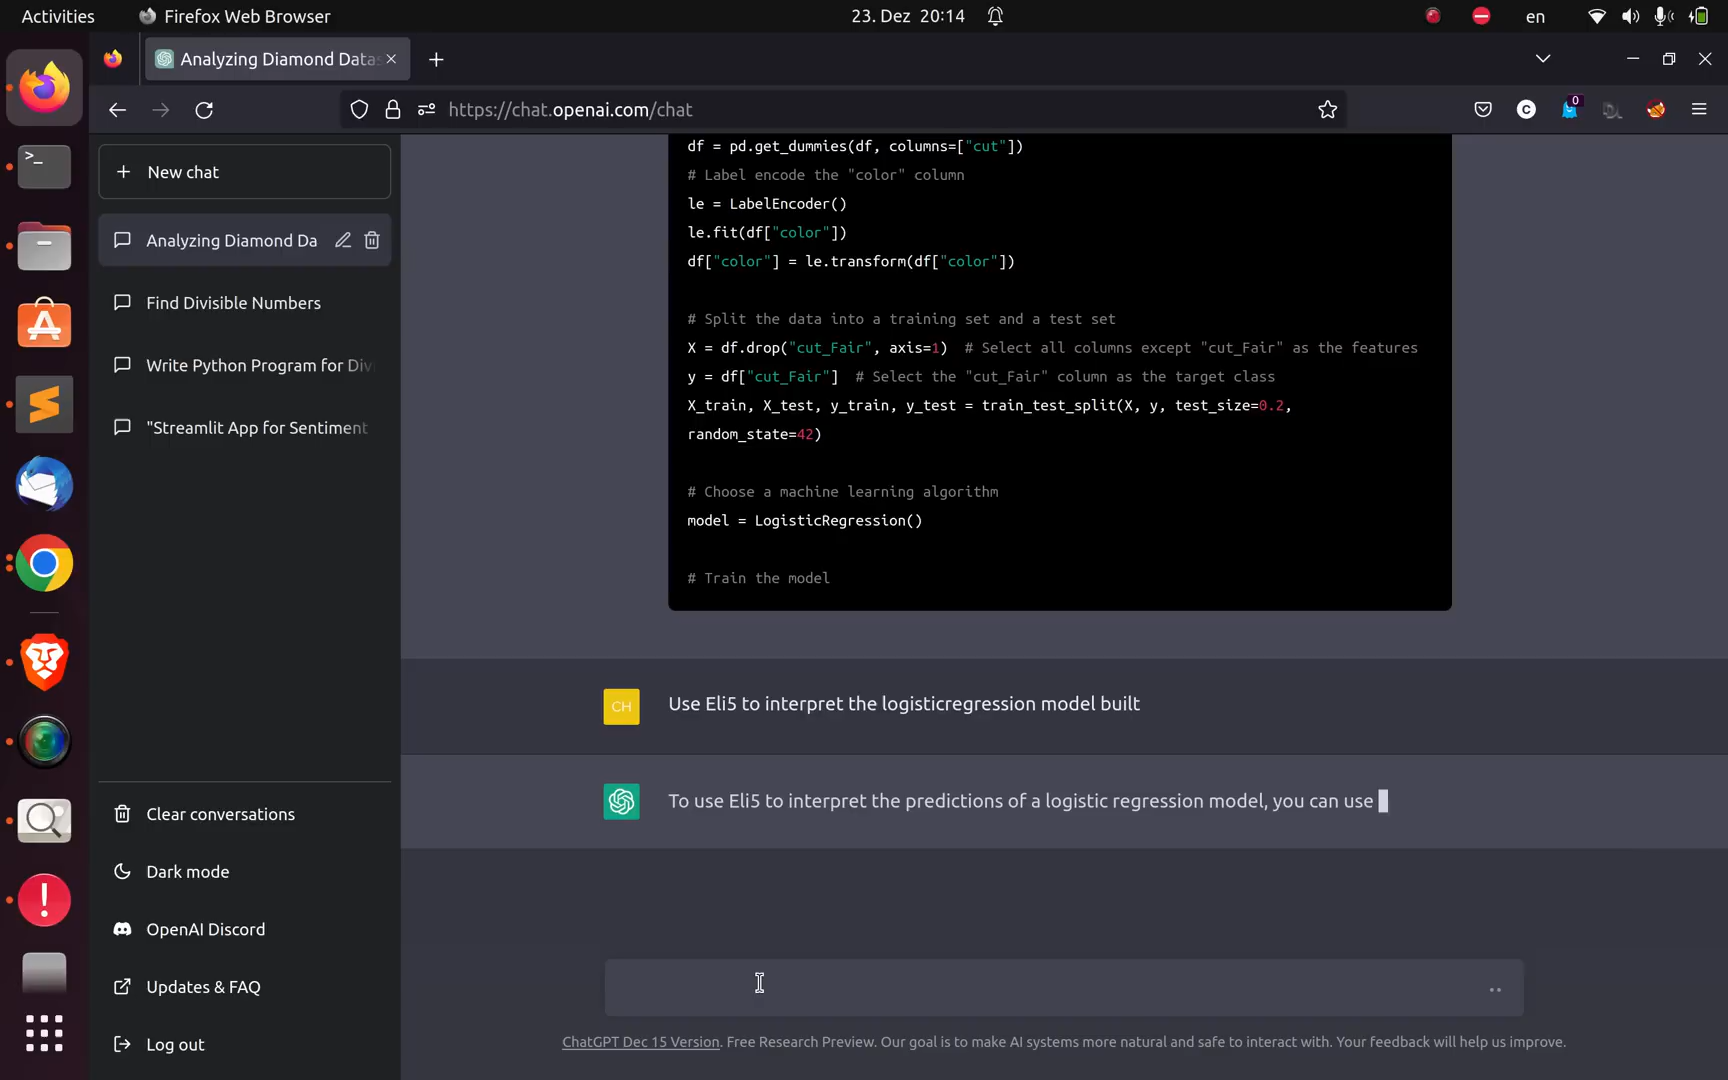 Activities
Firefox Web Browser
23. Dez 20:14
en
Analyzing Diamond Datas
https://chat.openai.com/chat
0
New chat
Analyzing Diamond Da
Find Divisible Numbers
Write Python Program for Div
"Streamlit App for Sentiment
Clear conversations
Dark mode
OpenAI Discord
Updates & FAQ
Log out
df = pd.get_dummies(df, columns=["cut"])
# Label encode the "color" column
le = LabelEncoder()
le.fit(df["color"])
df["color"] = le.transform(df["color"])
# Split the data into a training set and a test set
X = df.drop("cut_Fair", axis=1)  # Select all columns except "cut_Fair" as the features
y = df["cut_Fair"]  # Select the "cut_Fair" column as the target class
X_train, X_test, y_train, y_test = train_test_split(X, y, test_size=0.2,
random_state=42)
# Choose a machine learning algorithm
model = LogisticRegression()
# Train the model
CH
Use Eli5 to interpret the logisticregression model built
To use Eli5 to interpret the predictions of a logistic regression model, you can use
ChatGPT Dec 15 Version. Free Research Preview. Our goal is to make AI systems more natural and safe to interact with. Your feedback will help us improve.